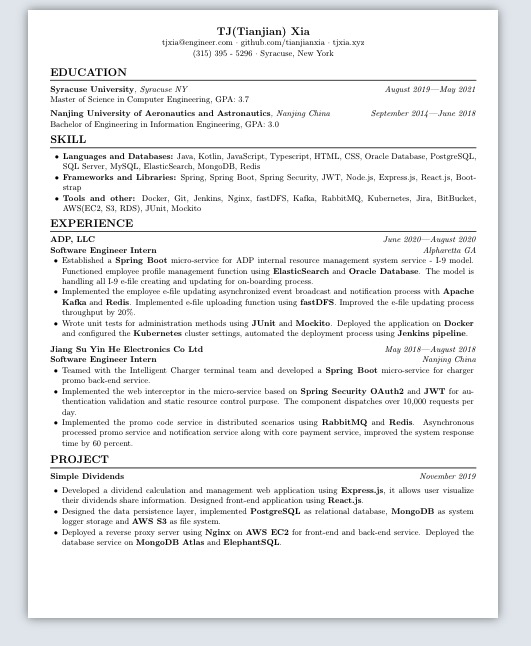 TJ(Tianjian) Xia
tjxia@engineer.com · github.com/tianjianxia · tjxia.xyz
(315) 395 - 5296 · Syracuse, New York
EDUCATION
Syracuse University, Syracuse NY August 2019—May 2021
Master of Science in Computer Engineering, GPA: 3.7
Nanjing University of Aeronautics and Astronautics, Nanjing China September 2014—June 2018
Bachelor of Engineering in Information Engineering, GPA: 3.0
SKILL
• Languages and Databases: Java, Kotlin, JavaScript, Typescript, HTML, CSS, Oracle Database, PostgreSQL,
SQL Server, MySQL, ElasticSearch, MongoDB, Redis
• Frameworks and Libraries: Spring, Spring Boot, Spring Security, JWT, Node.js, Express.js, React.js, Boot-
strap
• Tools and other: Docker, Git, Jenkins, Nginx, fastDFS, Kafka, RabbitMQ, Kubernetes, Jira, BitBucket,
AWS(EC2, S3, RDS), JUnit, Mockito
EXPERIENCE
ADP, LLC June 2020—August 2020
Software Engineer Intern Alpharetta GA
• Established a Spring Boot micro-service for ADP internal resource management system service - I-9 model.
Functioned employee profile management function using ElasticSearch and Oracle Database. The model is
handling all I-9 e-file creating and updating for on-boarding process.
• Implemented the employee e-file updating asynchronized event broadcast and notification process with Apache
Kafka and Redis. Implemented e-file uploading function using fastDFS. Improved the e-file updating process
throughput by 20%.
• Wrote unit tests for administration methods using JUnit and Mockito. Deployed the application on Docker
and configured the Kubernetes cluster settings, automated the deployment process using Jenkins pipeline.
Jiang Su Yin He Electronics Co Ltd May 2018—August 2018
Software Engineer Intern Nanjing China
• Teamed with the Intelligent Charger terminal team and developed a Spring Boot micro-service for charger
promo back-end service.
• Implemented the web interceptor in the micro-service based on Spring Security OAuth2 and JWT for au-
thentication validation and static resource control purpose. The component dispatches over 10,000 requests per
day.
• Implemented the promo code service in distributed scenarios using RabbitMQ and Redis. Asynchronous
processed promo service and notification service along with core payment service, improved the system response
time by 60 percent.
PROJECT
Simple Dividends November 2019
• Developed a dividend calculation and management web application using Express.js, it allows user visualize
their dividends share information. Designed front-end application using React.js.
• Designed the data persistence layer, implemented PostgreSQL as relational database, MongoDB as system
logger storage and AWS S3 as file system.
• Deployed a reverse proxy server using Nginx on AWS EC2 for front-end and back-end service. Deployed the
database service on MongoDB Atlas and ElephantSQL.